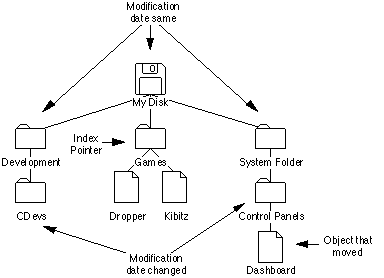 Modification
date same
My Disk
Index
Pointer
Development
Games
System Folder
CDevs
Dropper
Kibitz
Control Panels
Modification
date changed
Dashboard
Object that
moved